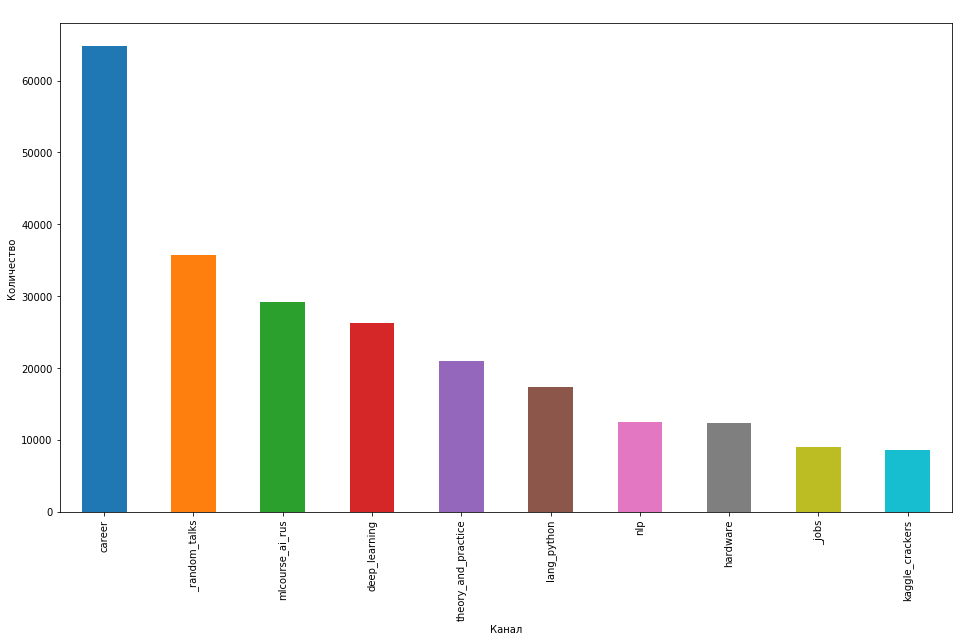 Количество
60000
50000
40000
30000
20000
10000
0
career
_random_talks
mlcourse_ai_rus
deep_learning
theory_and_practice
lang_python
nlp
hardware
_jobs
kaggle_crackers
Канал